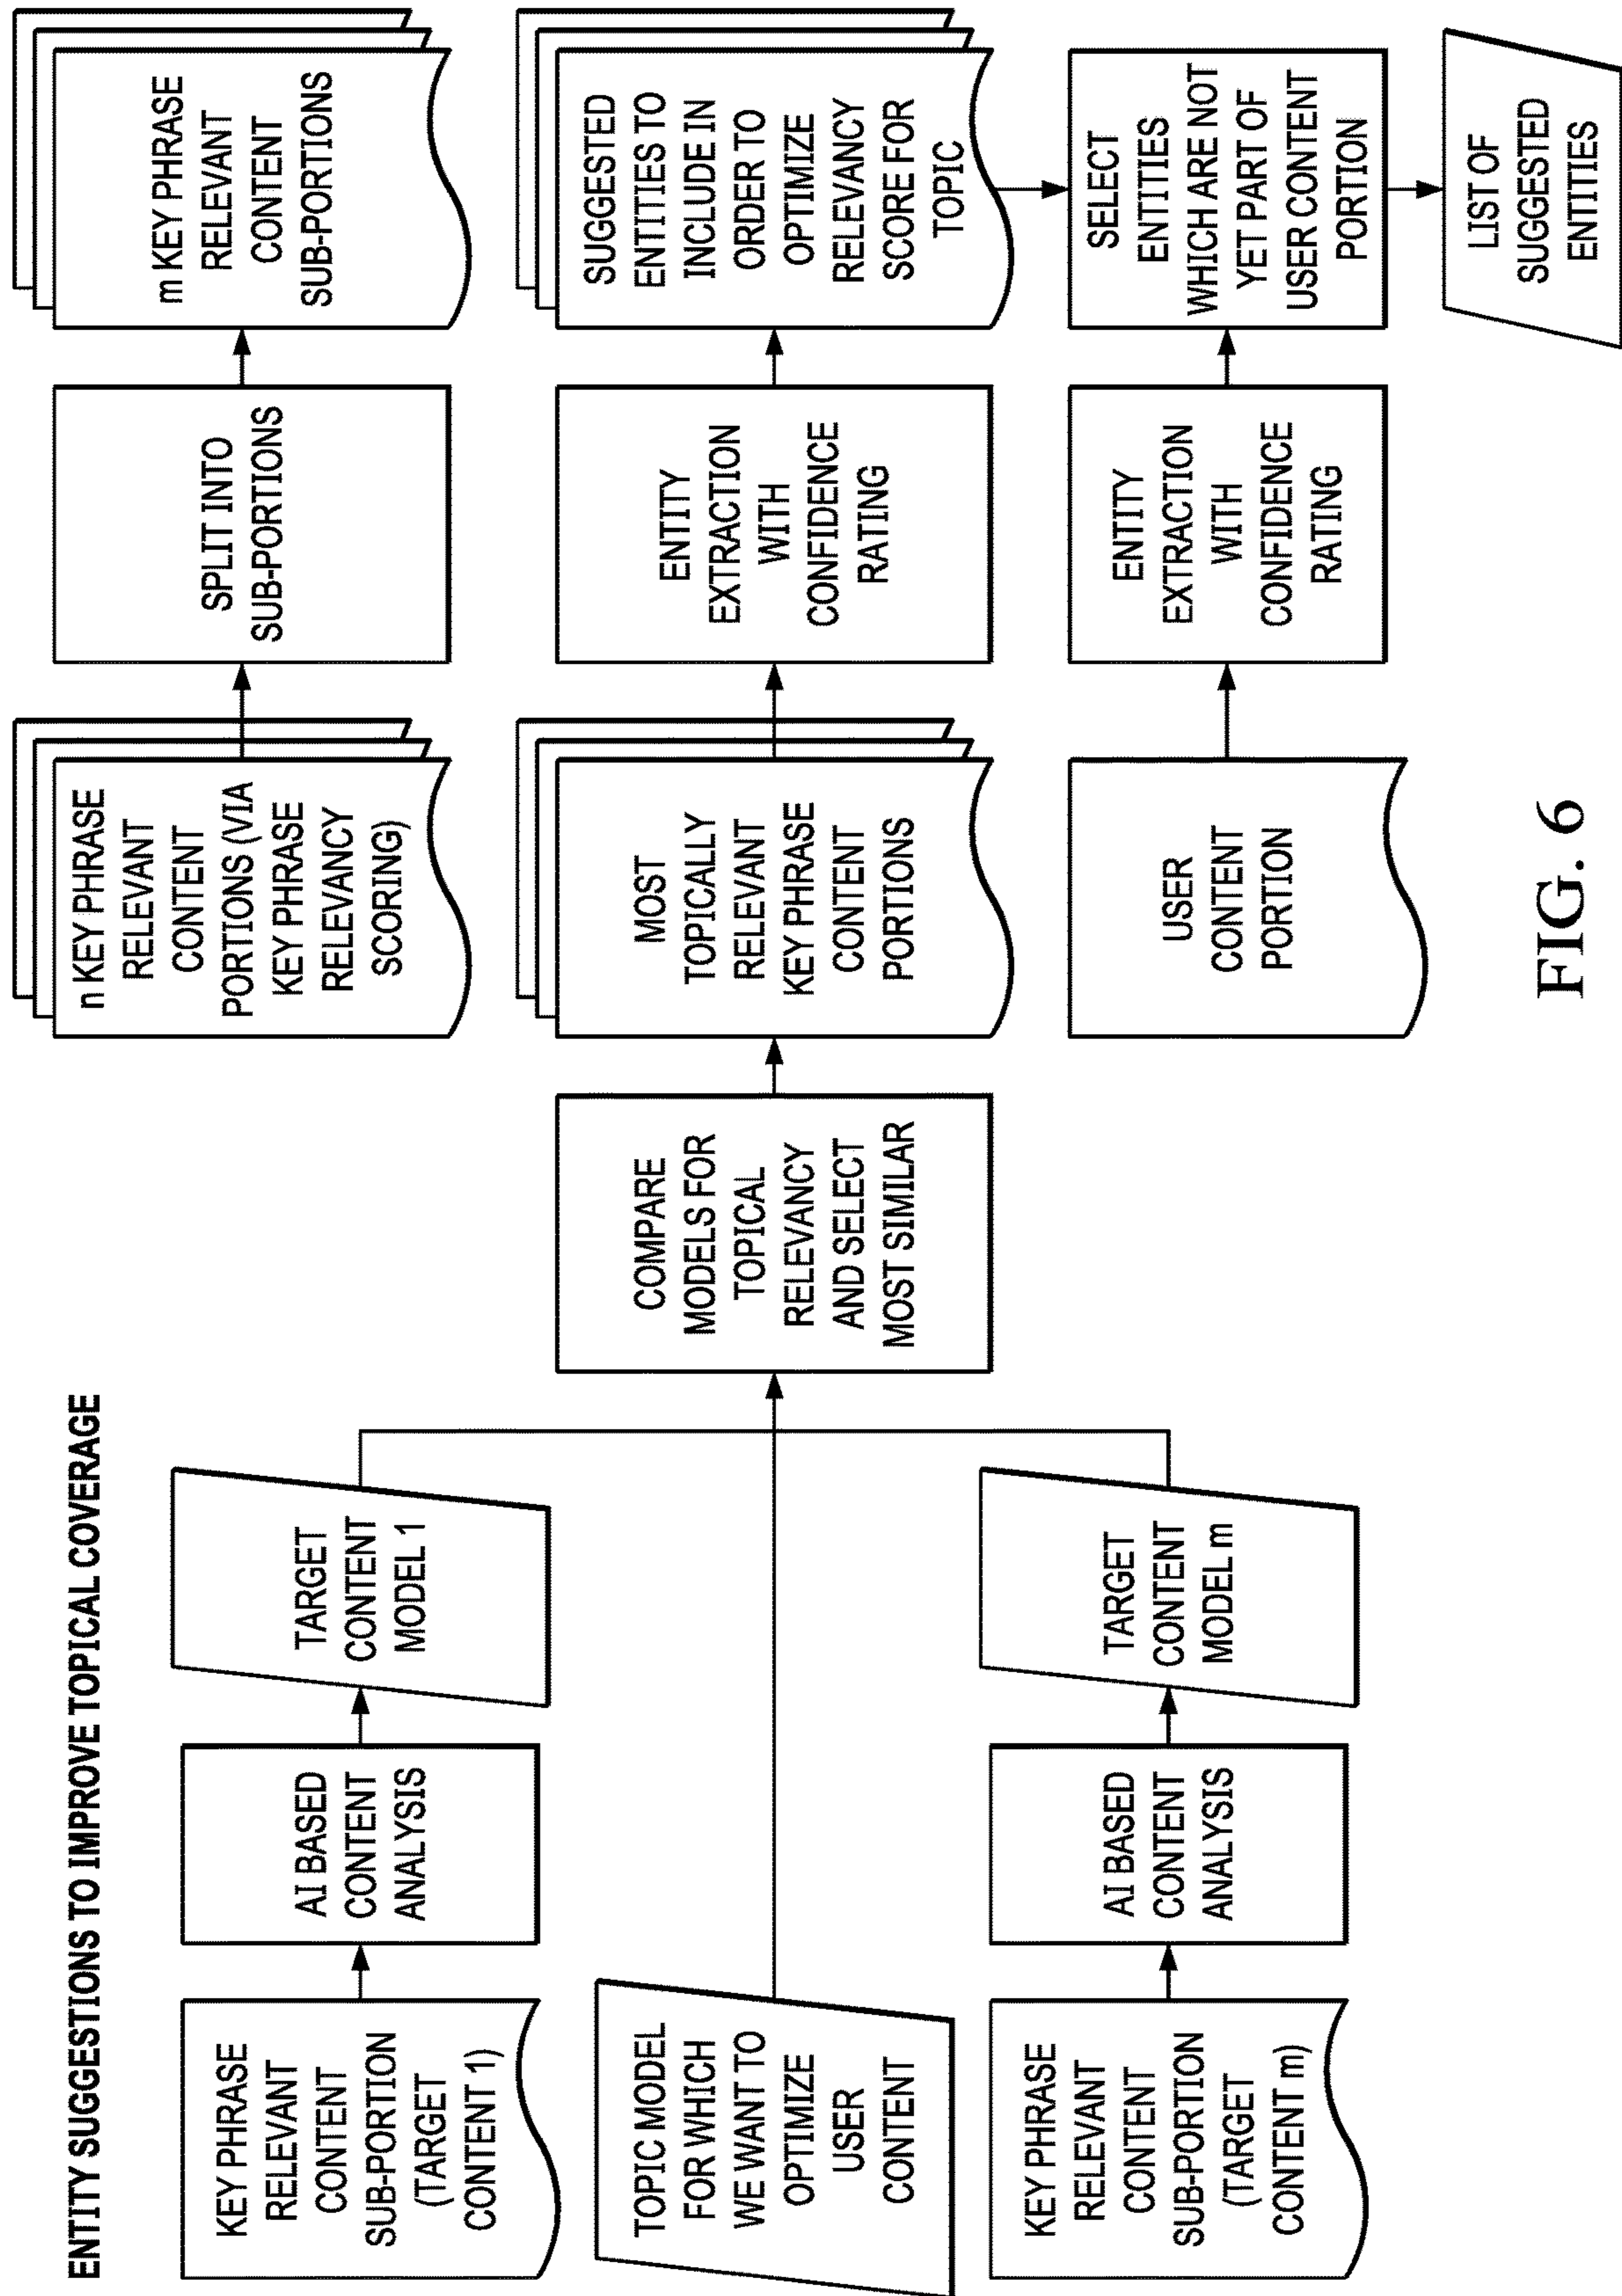 ENTITY SUGGESTIONS TO IMPROVE TOPICAL COVERAGE
n KEY PHRASE
RELEVANT
CONTENT
PORTIONS (VIA
KEY PHRASE
RELEVANCY
SCORING)
SPLIT INTO
SUB-PORTIONS
m KEY PHRASE
RELEVANT
CONTENT
SUB-PORTIONS
KEY PHRASE
RELEVANT
CONTENT
SUB-PORTION
(TARGET
CONTENT 1)
AI BASED
CONTENT
ANALYSIS
TARGET
CONTENT
MODEL 1
TOPIC MODEL
FOR WHICH
WE WANT TO
OPTIMIZE
USER
CONTENT
COMPARE
MODELS FOR
TOPICAL
RELEVANCY
AND SELECT
MOST SIMILAR
MOST
TOPICALLY
RELEVANT
KEY PHRASE
CONTENT
PORTIONS
ENTITY
EXTRACTION
WITH
CONFIDENCE
RATING
SUGGESTED
ENTITIES TO
INCLUDE IN
ORDER TO
OPTIMIZE
RELEVANCY
SCORE FOR
TOPIC
KEY PHRASE
RELEVANT
CONTENT
SUB-PORTION
(TARGET
CONTENT m)
AI BASED
CONTENT
ANALYSIS
TARGET
CONTENT
MODEL m
USER
CONTENT
PORTION
ENTITY
EXTRACTION
WITH
CONFIDENCE
RATING
SELECT
ENTITIES
WHICH ARE NOT
YET PART OF
USER CONTENT
PORTION
LIST OF
SUGGESTED
ENTITIES
FIG. 6